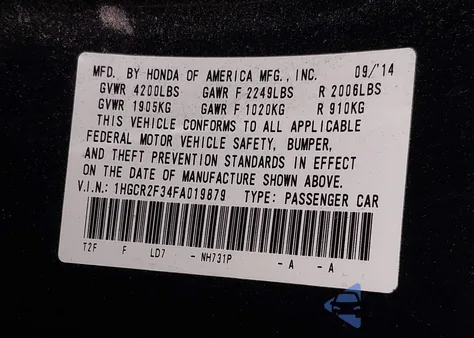 MFD. BY HONDA OF AMERICA MFG., INC. 09/'14
GVWR 4200LBS GAWR F 2249LBS R 2006LBS
GVWR 1905KG GAWR F 1020KG R 910KG
THIS VEHICLE CONFORMS TO ALL APPLICABLE
FEDERAL MOTOR VEHICLE SAFETY, BUMPER,
AND THEFT PREVENTION STANDARDS IN EFFECT
ON THE DATE OF MANUFACTURE SHOWN ABOVE.
V.I.N.: 1HGCR2F34FA019879 TYPE: PASSENGER CAR
T2F F LD7 - NH731P - A - A